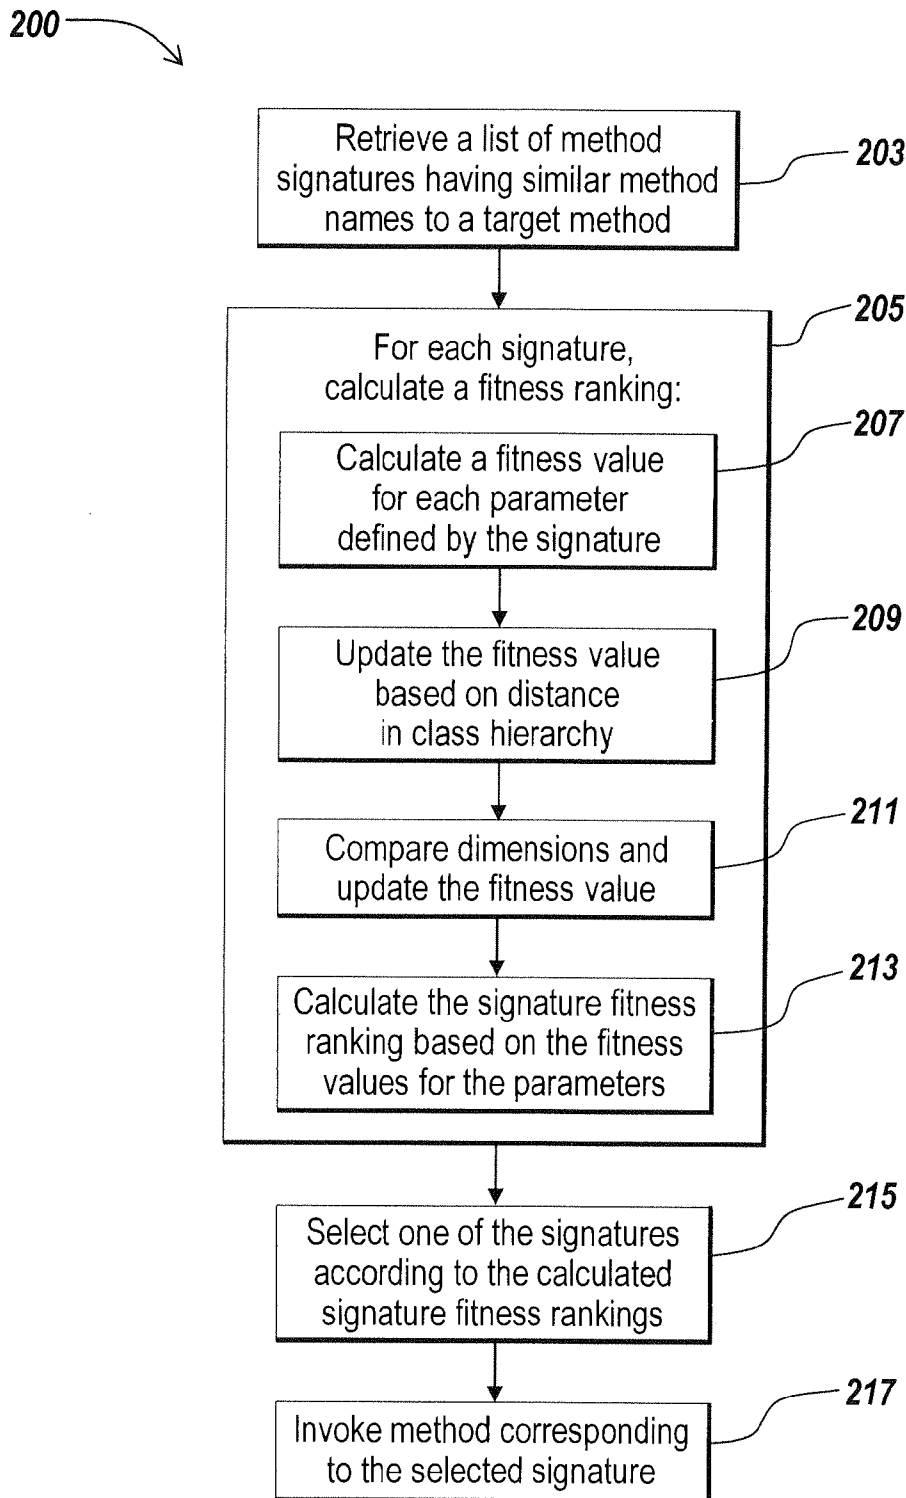 200
Retrieve a list of method
signatures having similar method
names to a target method
203
205
For each signature,
calculate a fitness ranking:
207
Calculate a fitness value
for each parameter
defined by the signature
209
Update the fitness value
based on distance
in class hierarchy
211
Compare dimensions and
update the fitness value
213
Calculate the signature fitness
ranking based on the fitness
values for the parameters
215
Select one of the signatures
according to the calculated
signature fitness rankings
217
Invoke method corresponding
to the selected signature